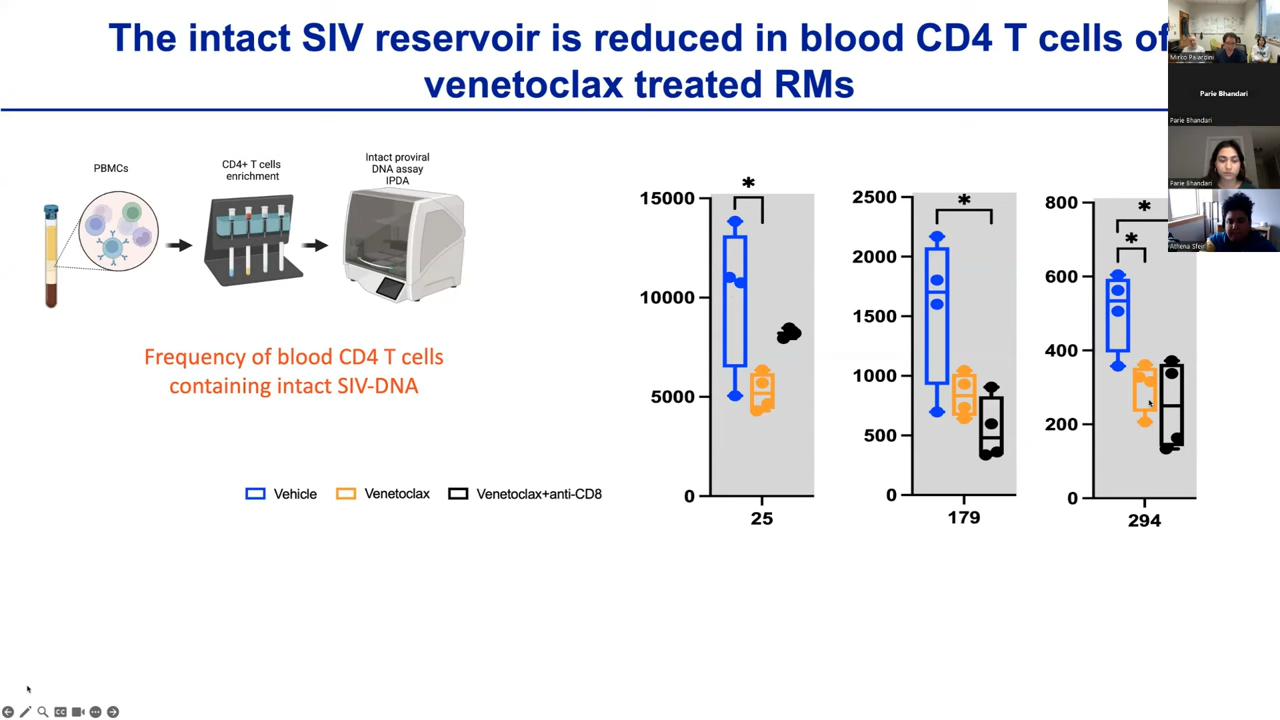 The intact SIV reservoir is reduced in blood CD4 T cells of
venetoclax treated RMs
PBMCs
CD4+ T cells
enrichment
Intact proviral
DNA assay
IPDA
Frequency of blood CD4 T cells
containing intact SIV-DNA
Vehicle
Venetoclax
Venetoclax+anti-CD8
15000
10000
5000
0
*
25
2500
2000
1500
1000
500
0
*
179
800
600
400
200
0
*
*
294
Mirko Paiardini
Parie Bhandari
Parie Bhandari
Parie Bhandari
Athena Sfeir
CC